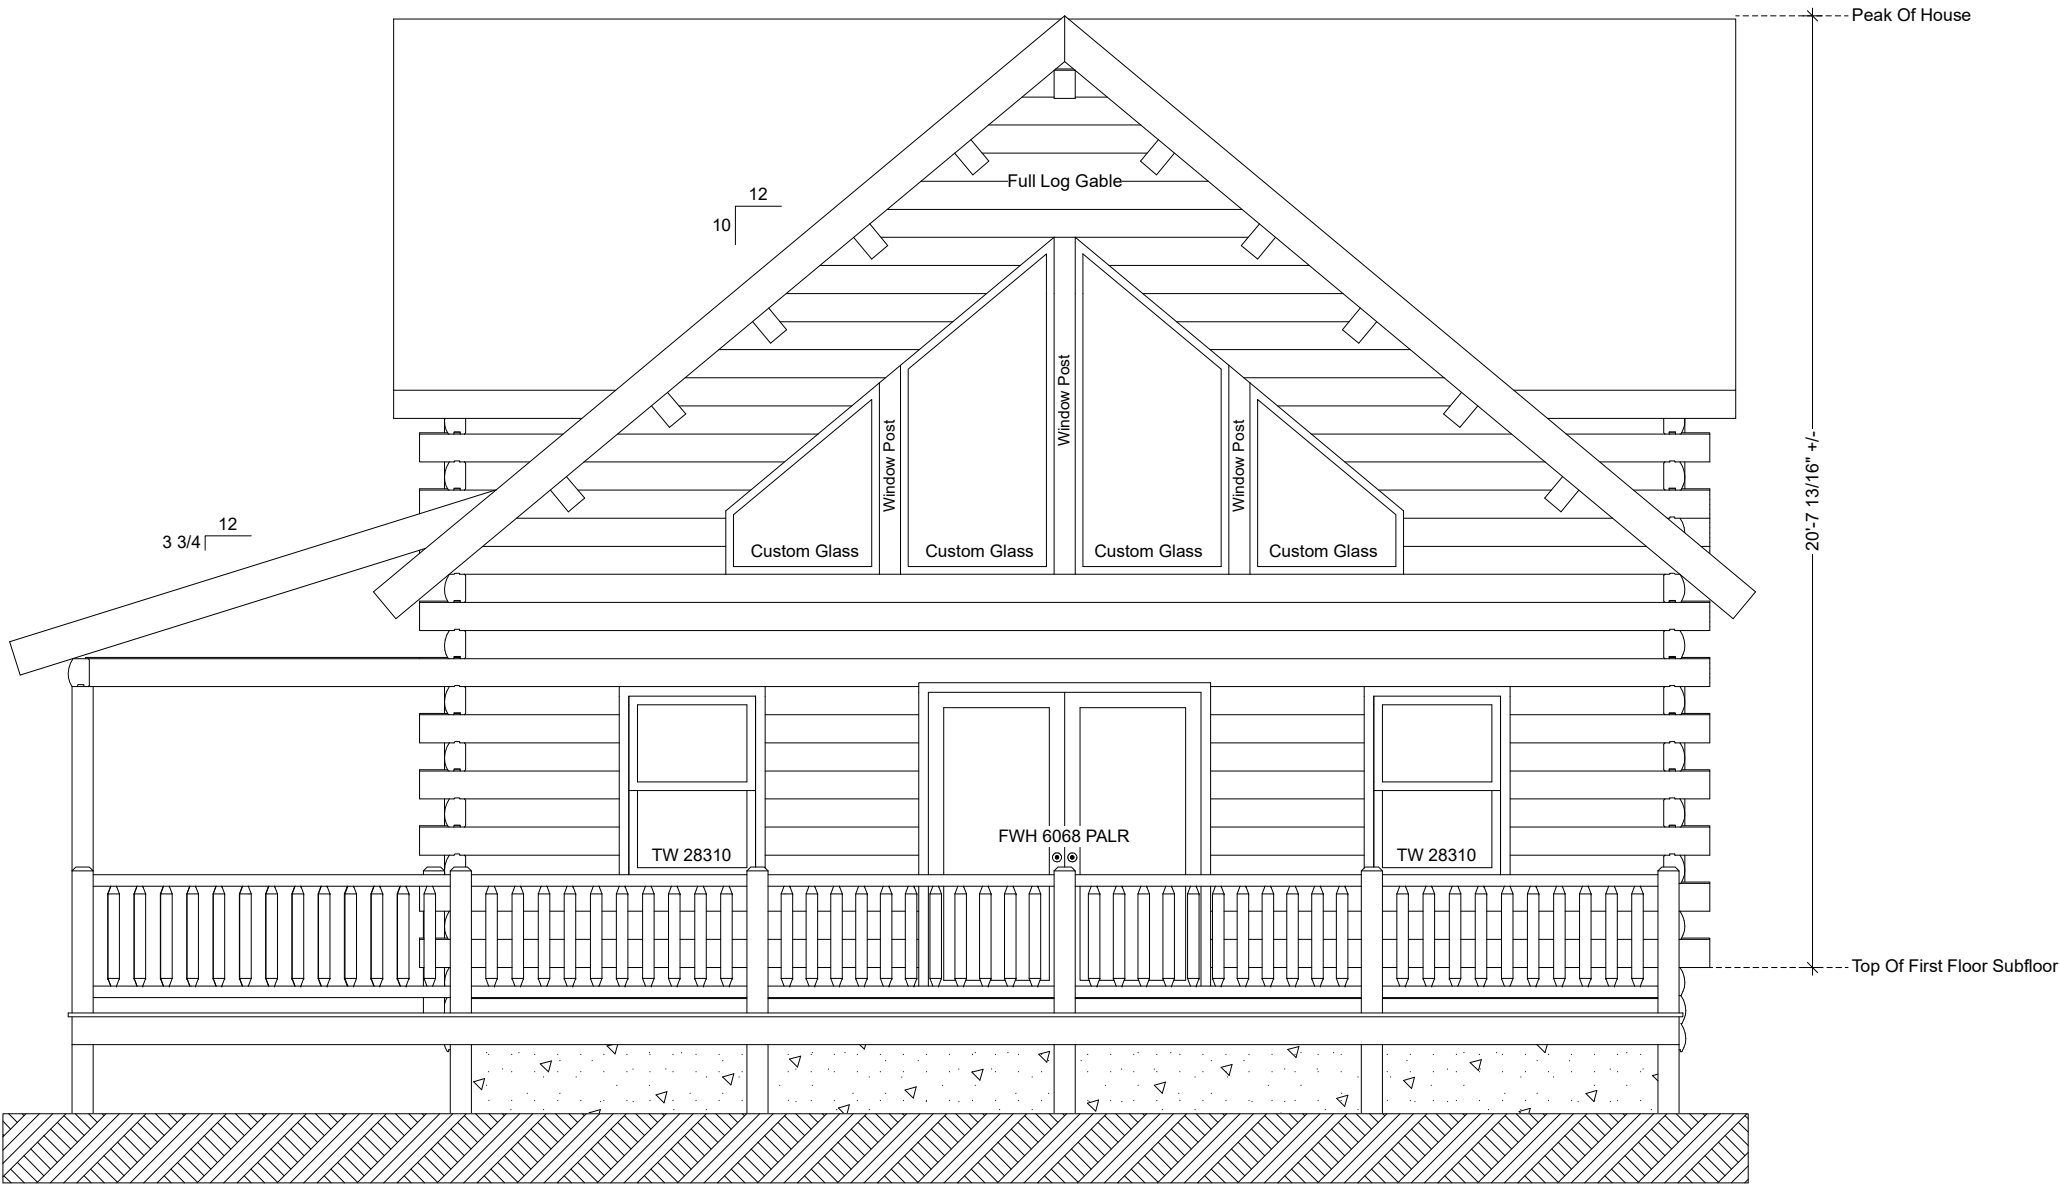 Peak Of House
Full Log Gable
12
10
Window Post
Window Post
Window Post
20'-7 13/16" +/-
12
3 3/4
Custom Glass
Custom Glass
Custom Glass
Custom Glass
FWH 6068 PALR
TW 28310
TW 28310
Top Of First Floor Subfloor